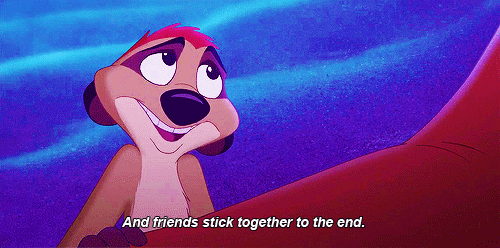 And friends stick together to the end.